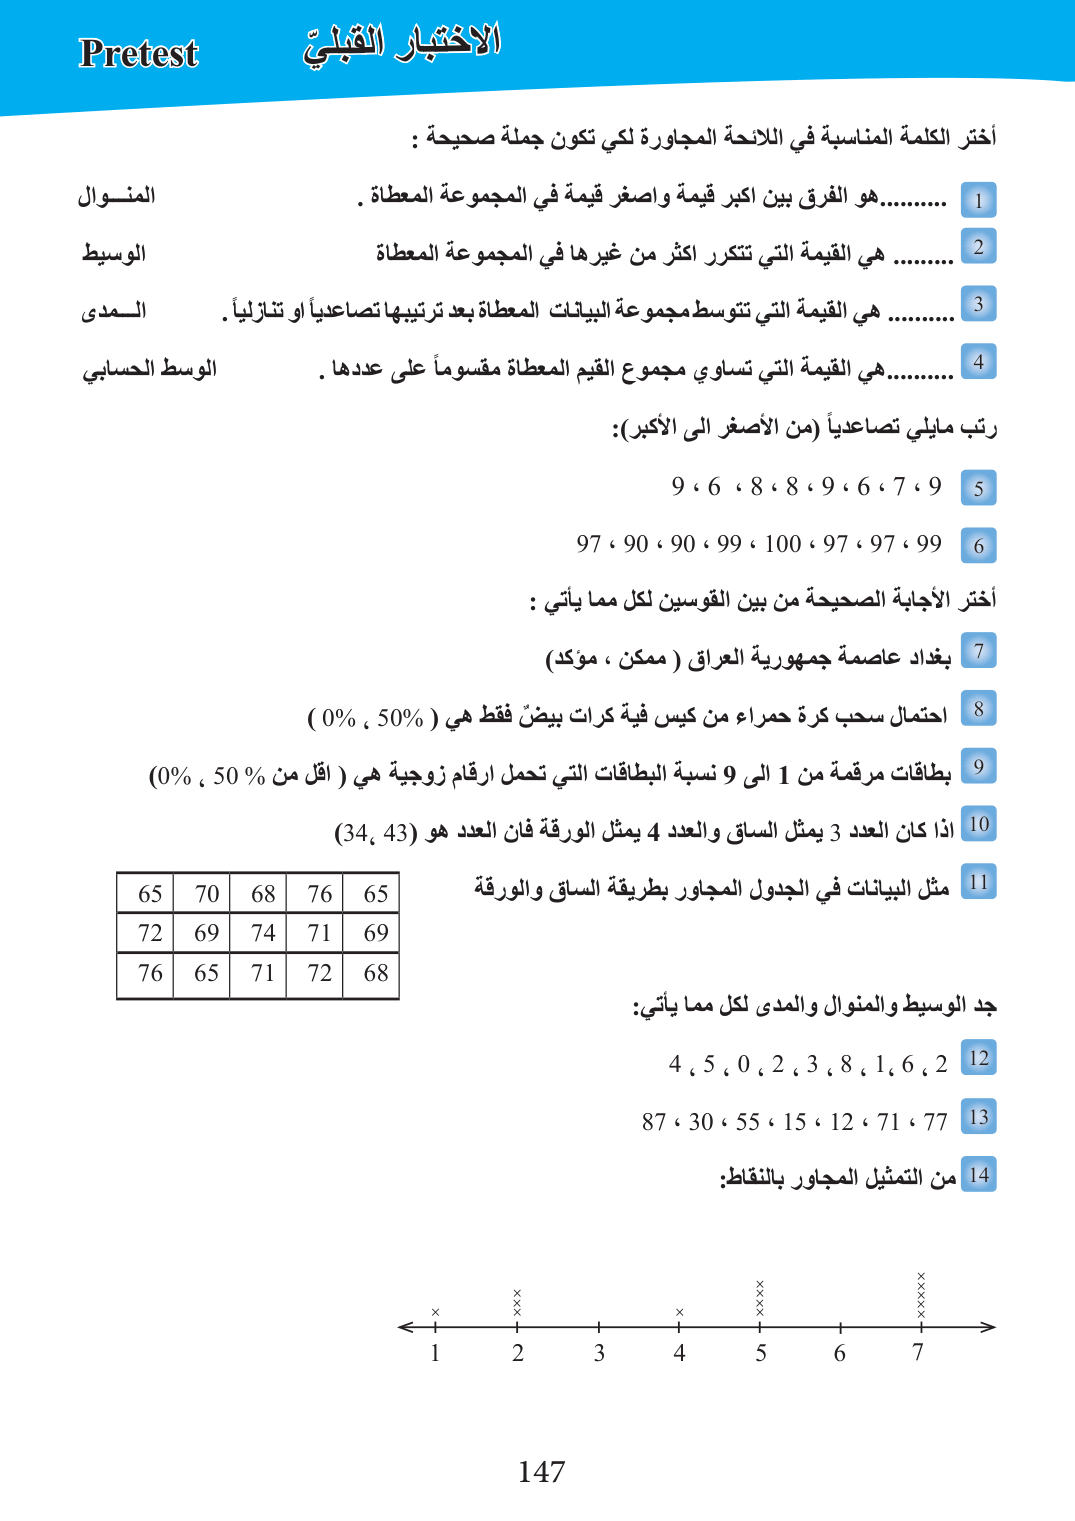 الاختبار القبليّ Pretest
أختر الكلمة المناسبة في اللائحة المجاورة لكي تكون جملة صحيحة :
1 ..........هو الفرق بين اكبر قيمة واصغر قيمة في المجموعة المعطاة . المنـــوال
2 ......... هي القيمة التي تتكرر اكثر من غيرها في المجموعة المعطاة الوسيط
3 .......... هي القيمة التي تتوسط مجموعة البيانات المعطاة بعد ترتيبها تصاعدياً او تنازلياً . الـــمدى
4 ..........هي القيمة التي تساوي مجموع القيم المعطاة مقسوماً على عددها . الوسط الحسابي
رتب مايلي تصاعدياً (من الأصغر الى الأكبر):
5 9 ، 7 ، 6 ، 9 ، 8 ، 8 ، 6 ، 9
6 99 ، 97 ، 97 ، 100 ، 99 ، 90 ، 90 ، 97
أختر الأجابة الصحيحة من بين القوسين لكل مما يأتي :
7 بغداد عاصمة جمهورية العراق ( ممكن ، مؤكد)
8 احتمال سحب كرة حمراء من كيس فية كرات بيضٌ فقط هي ( 50% ، 0% )
9 بطاقات مرقمة من 1 الى 9 نسبة البطاقات التي تحمل ارقام زوجية هي ( اقل من % 50 ، 0%)
10 اذا كان العدد 3 يمثل الساق والعدد 4 يمثل الورقة فان العدد هو (43 ،34)
11 مثل البيانات في الجدول المجاور بطريقة الساق والورقة
65 70 68 76 65
72 69 74 71 69
76 65 71 72 68
جد الوسيط والمنوال والمدى لكل مما يأتي:
12 2 ، 6 ،1 ، 8 ، 3 ، 2 ، 0 ، 5 ، 4
13 77 ، 71 ، 12 ، 15 ، 55 ، 30 ، 87
14 من التمثيل المجاور بالنقاط:
1 2 3 4 5 6 7
147